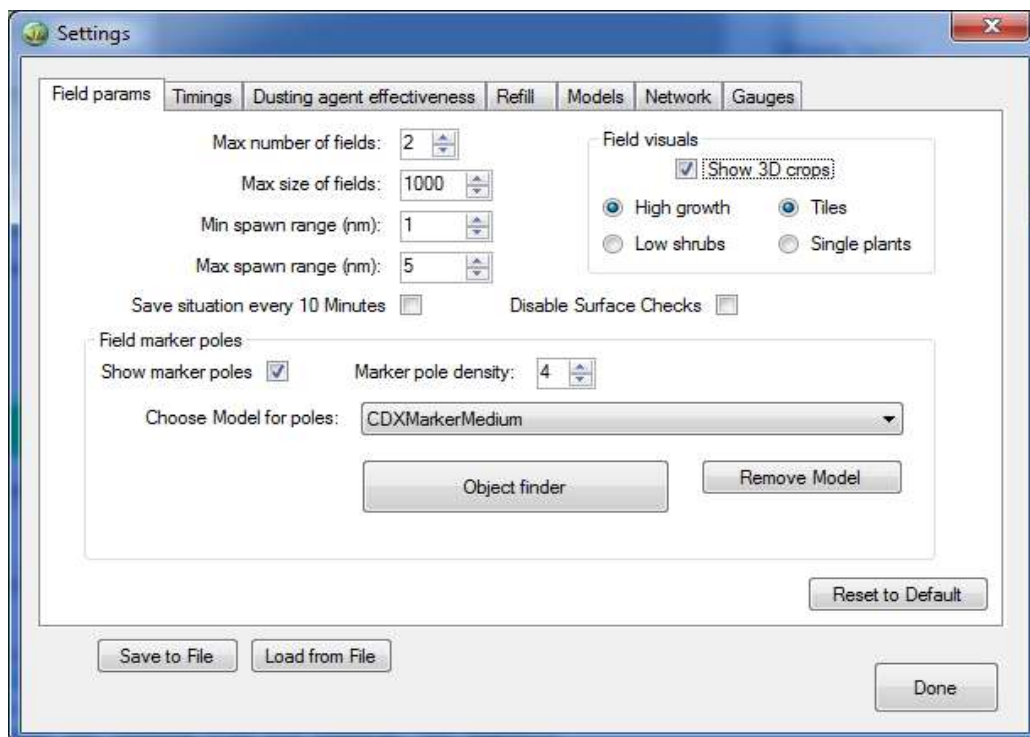 Settings
Field params Timings Dusting agent effectiveness Refill Models Network Gauges
Max number of fields: 2
Field visuals
Show 3D crops
Max size of fields: 1000
High growth Tiles
Min spawn range (nm): 1
Low shrubs Single plants
Max spawn range (nm): 5
Save situation every 10 Minutes Disable Surface Checks
Field marker poles
Show marker poles Marker pole density: 4
Choose Model for poles: CDXMarkerMedium
Object finder Remove Model
Reset to Default
Save to File Load from File
Done